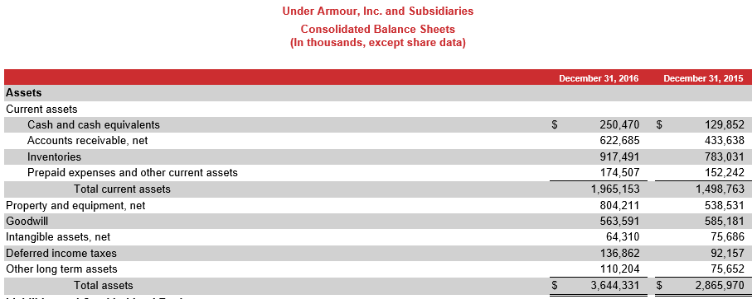 Under Armour, Inc. and Subsidiaries
Consolidated Balance Sheets
(In thousands, except share data)
December 31, 2016 December 31, 2015
Assets
Current assets
Cash and cash equivalents $ 250,470 $ 129,852
Accounts receivable, net 622,685 433,638
Inventories 917,491 783,031
Prepaid expenses and other current assets 174,507 152,242
Total current assets 1,965,153 1,498,763
Property and equipment, net 804,211 538,531
Goodwill 563,591 585,181
Intangible assets, net 64,310 75,686
Deferred income taxes 136,862 92,157
Other long term assets 110,204 75,652
Total assets $ 3,644,331 $ 2,865,970